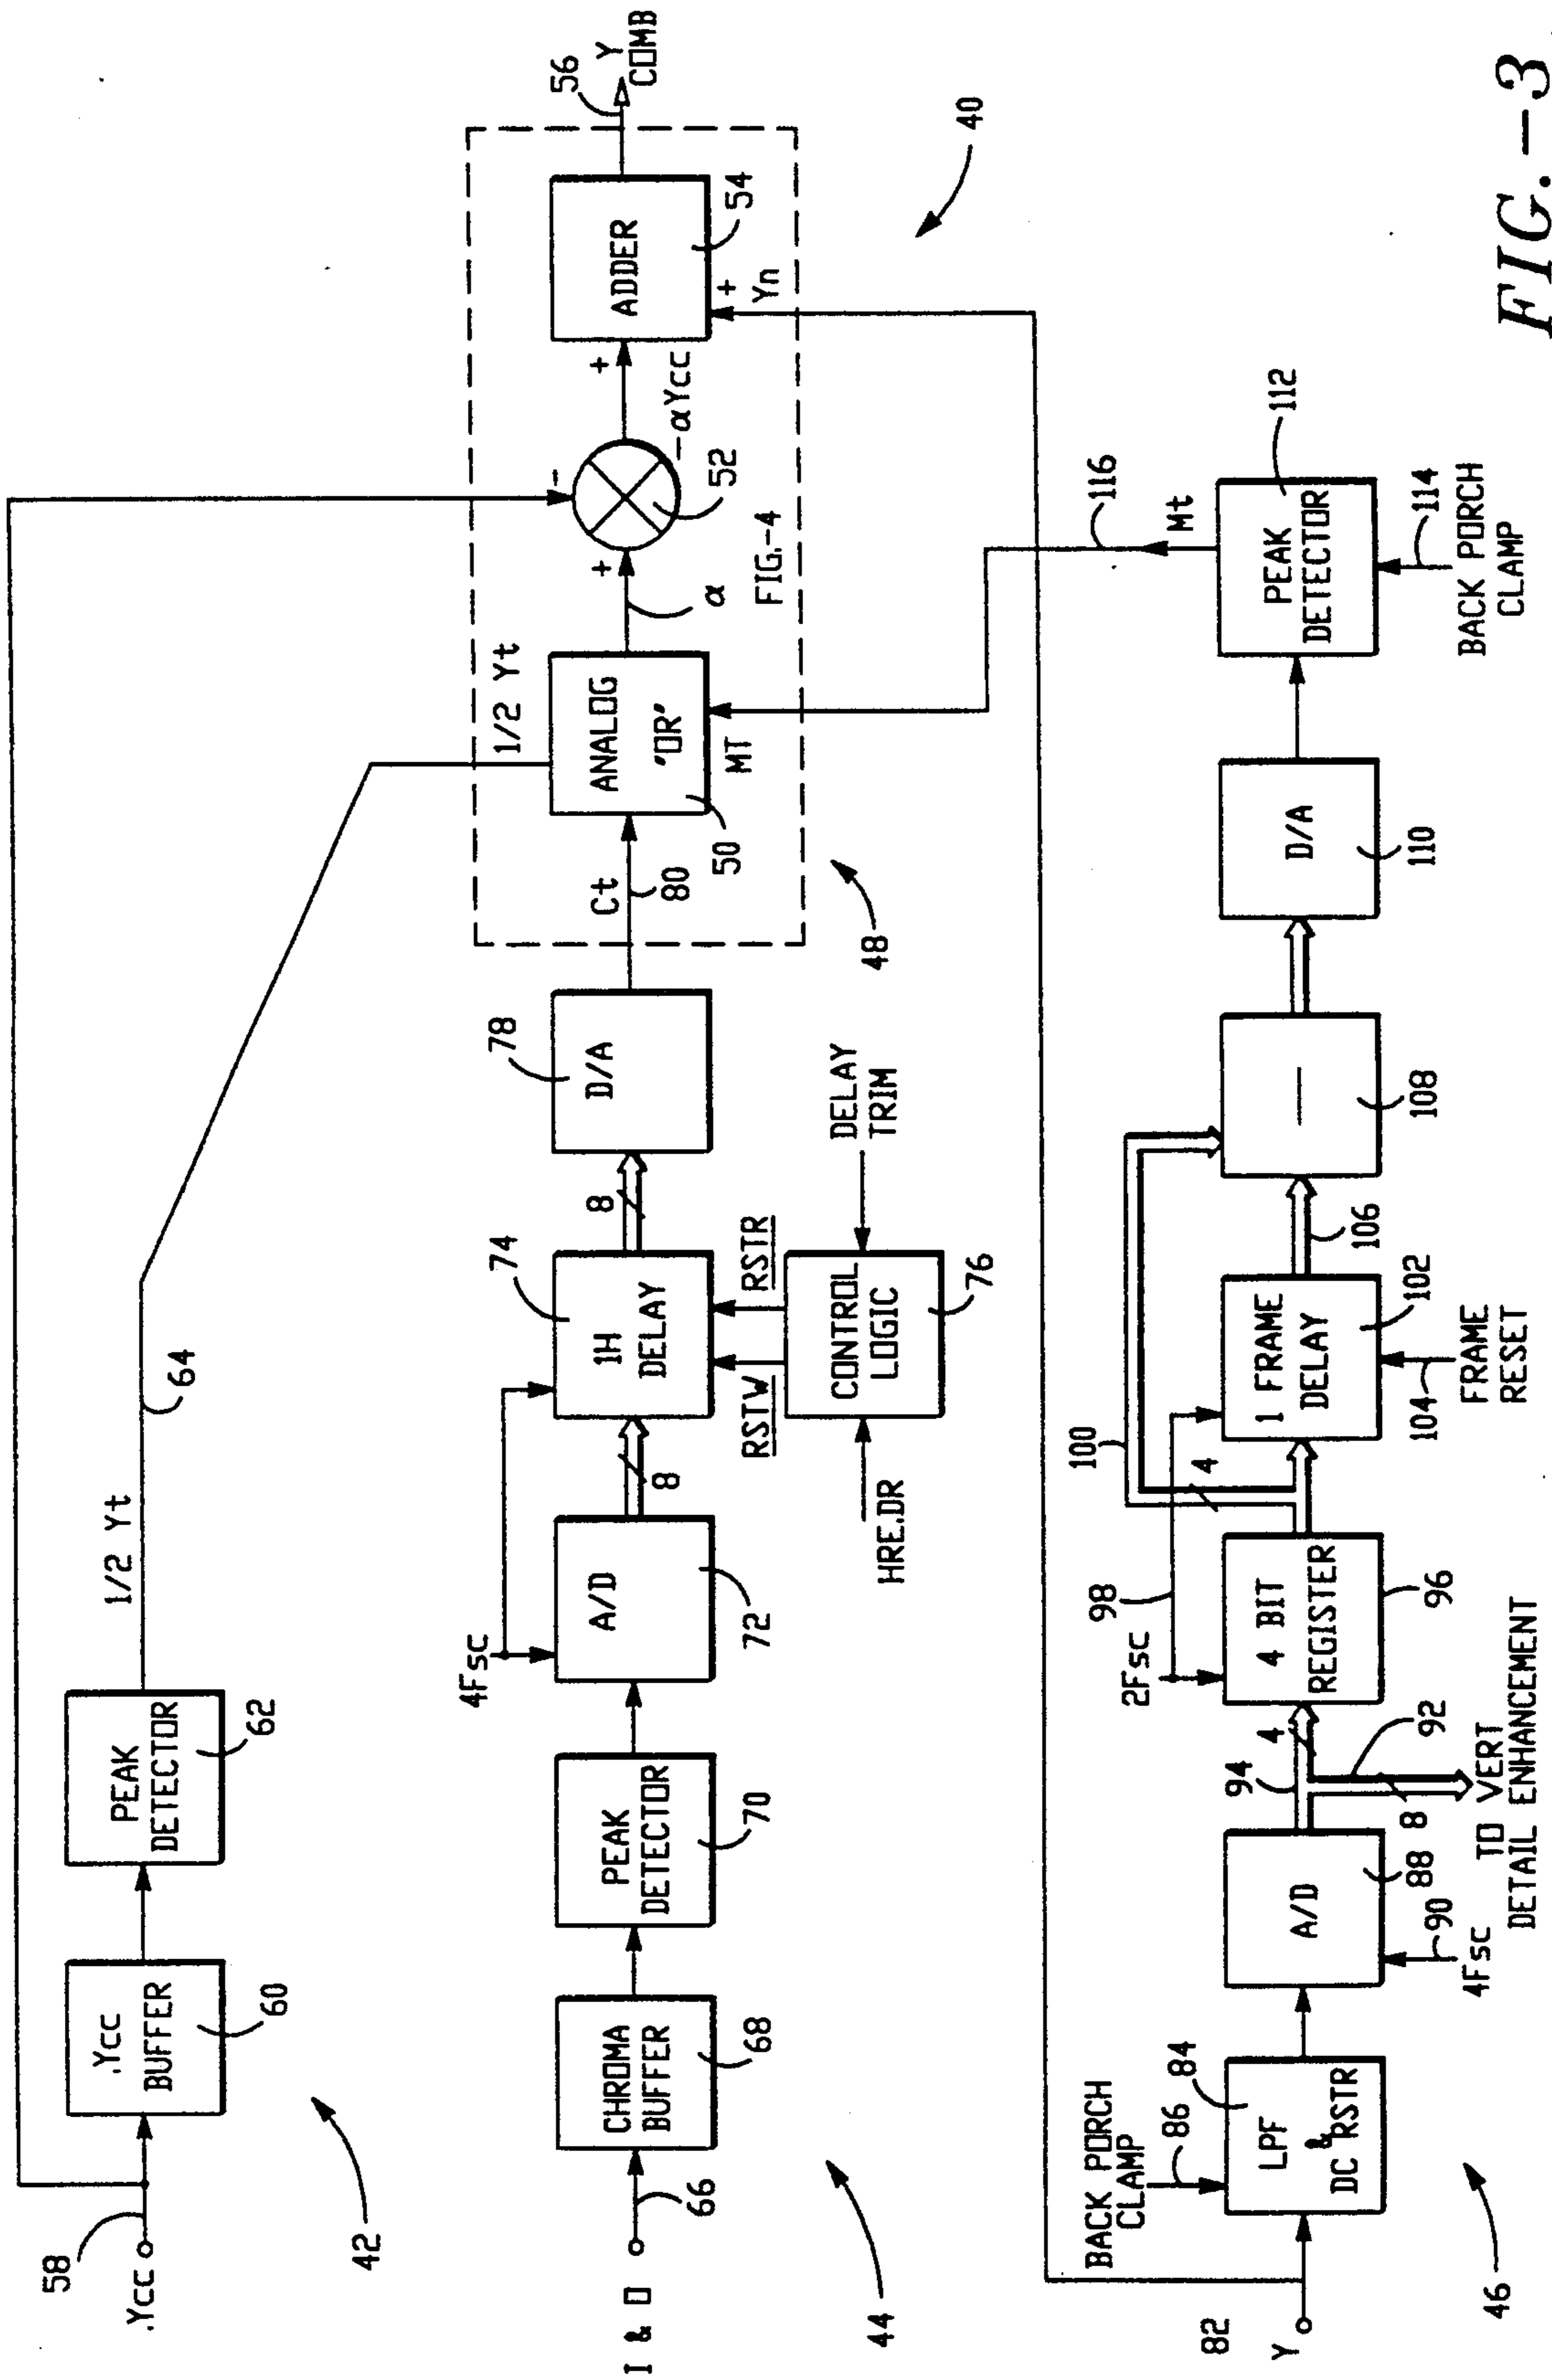 58
.Ycc
.Ycc
BUFFER
60
PEAK
DETECTOR
62
1/2 Yt
64
42
1/2 Yt
I & Q
66
CHROMA
BUFFER
68
PEAK
DETECTOR
70
4Fsc
A/D
72
8
74
1H
DELAY
RSTW
RSTR
HRE.DR
CONTROL
LOGIC
76
DELAY
TRIM
8
78
D/A
Ct
80
ANALOG
'OR'
50
MT
α
+
-
52
-αYcc
FIG.-4
+
ADDER
54
+
Yn
56
Y
COMB
44
48
40
82
Y
BACK PORCH
CLAMP
86
84
LPF
&
DC RSTR
A/D
88
90
4Fsc
94
4
92
8
TO VERT
DETAIL ENHANCEMENT
2Fsc
98
4 BIT
REGISTER
96
4
100
1 FRAME
DELAY
102
104
FRAME
RESET
106
—
108
D/A
110
PEAK
DETECTOR
112
114
BACK PORCH
CLAMP
Mt
116
46
FIG.-3